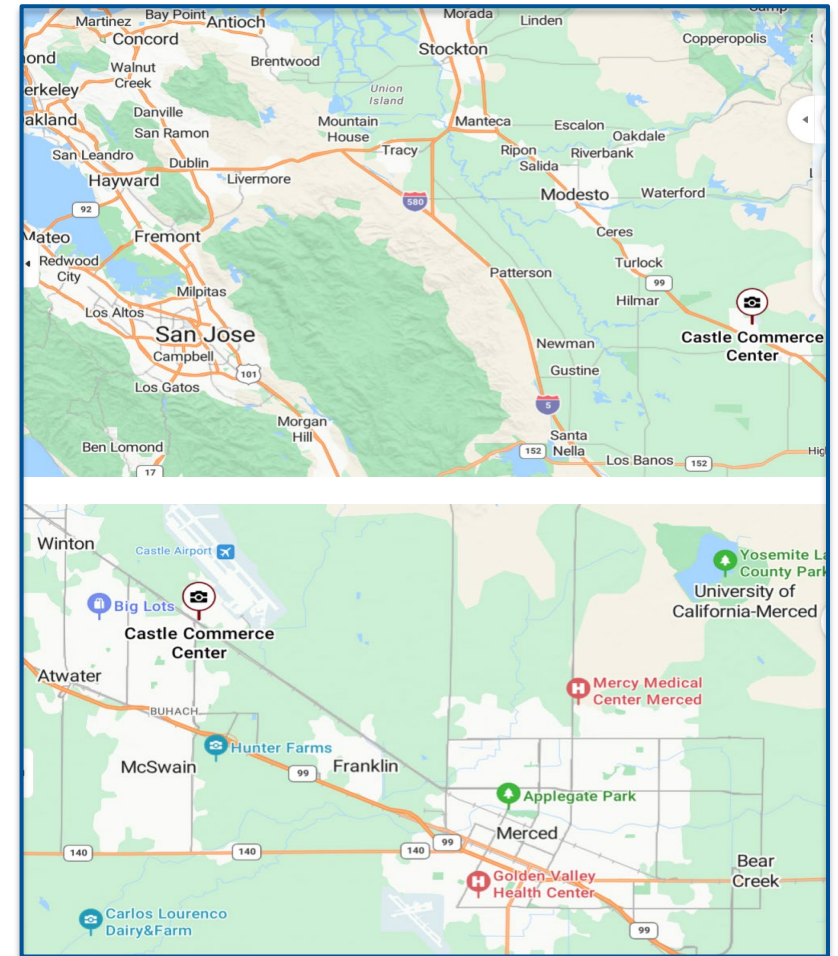 Martinez
Bay Point
Antioch
Morada
Linden
Concord
Copperopolis
Stockton
Walnut
Creek
Brentwood
Union
Island
Danville
San Ramon
Mountain
House
Manteca
Escalon
Oakdale
San Leandro
Dublin
Tracy
Ripon
Riverbank
Salida
Hayward
Livermore
Modesto
Waterford
580
92
Fremont
Ceres
Redwood
City
Turlock
Patterson
99
Milpitas
Hilmar
Los Altos
San Jose
Castle Commerce
Center
Newman
Campbell
Gustine
101
Los Gatos
5
Morgan
Hill
Santa
Nella
Ben Lomond
152
Los Banos
152
17
Winton
Castle Airport
Yosemite La
County Park
University of
California-Merced
Big Lots
Castle Commerce
Center
Atwater
Mercy Medical
Center Merced
BUHACH
Hunter Farms
McSwain
Franklin
99
Applegate Park
Merced
99
140
140
140
Bear
Creek
Golden Valley
Health Center
Carlos Lourenco
Dairy&Farm
99